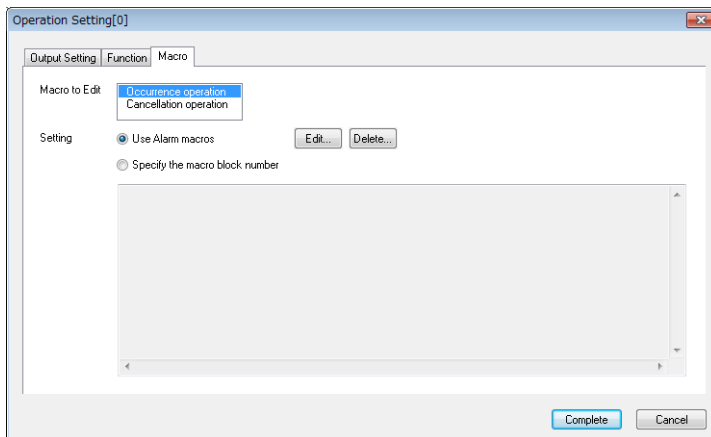 Operation Setting[0]
Output Setting Function Macro
Macro to Edit
Occurrence operation
Cancellation operation
Setting Use Alarm macros Edit... Delete...
Specify the macro block number
Complete Cancel